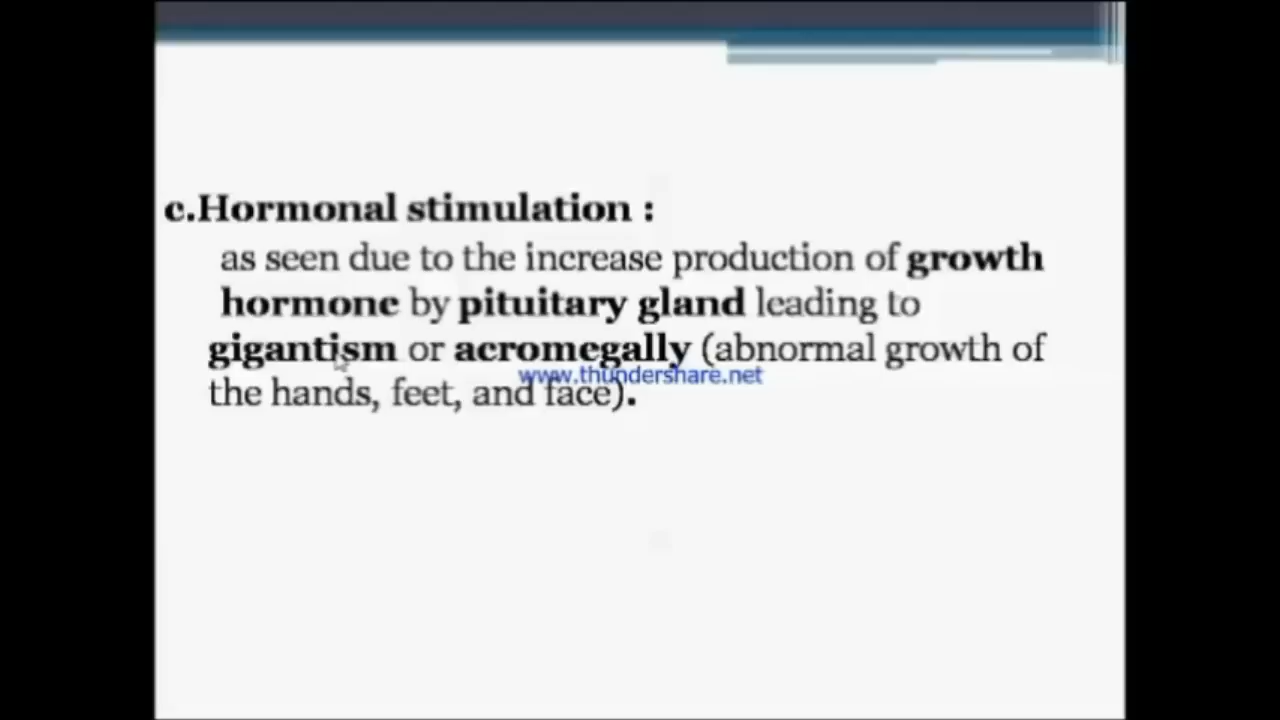 c.Hormonal stimulation :
as seen due to the increase production of growth
hormone by pituitary gland leading to
gigantism or acromegally (abnormal growth of
www.thundershare.net
the hands, feet, and face).